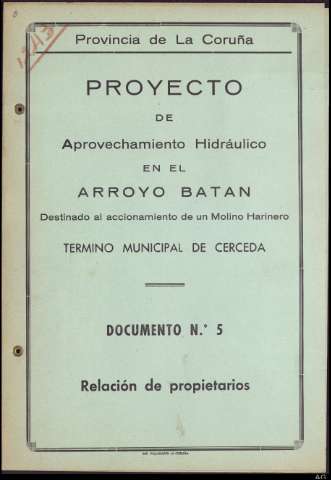 Provincia de La Coruña
PROYECTO
DE
Aprovechamiento Hidráulico
EN EL
ARROYO BATAN
Destinado al accionamiento de un Molino Harinero
TERMINO MUNICIPAL DE CERCEDA
DOCUMENTO N.° 5
Relación de propietarios